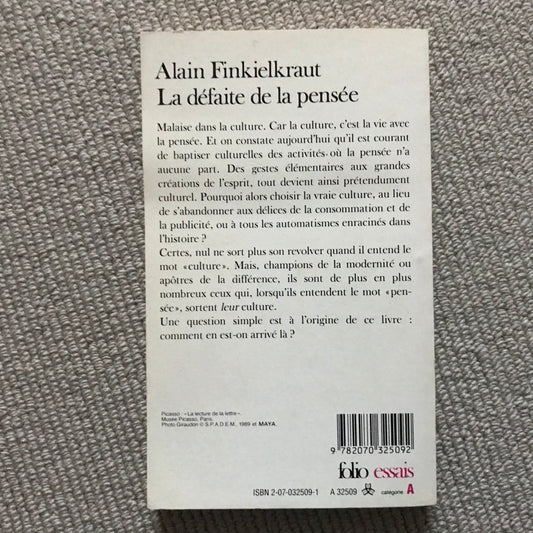 Alain Finkielkraut
La défaite de la pensée
Malaise dans la culture. Car la culture, c'est la vie avec
la pensée. Et on constate aujourd'hui qu'il est courant
de baptiser culturelles des activités où la pensée n'a
aucune part. Des gestes élémentaires aux grandes
créations de l'esprit, tout devient ainsi prétendument
culturel. Pourquoi alors choisir la vraie culture, au lieu
de s'abandonner aux délices de la consommation et de
la publicité, ou à tous les automatismes enracinés dans
l'histoire ?
Certes, nul ne sort plus son revolver quand il entend le
mot «culture». Mais, champions de la modernité ou
apôtres de la différence, ils sont de plus en plus
nombreux ceux qui, lorsqu'ils entendent le mot «pen-
sée», sortent leur culture.
Une question simple est à l'origine de ce livre :
comment en est-on arrivé là ?
Picasso : «La lecture de la lettre».
Musée Picasso, Paris.
Photo Giraudon © S.P.A.D.E.M., 1989 et MAYA.
9 782070 325092
folio essais
ISBN 2-07-032509-1 A 32509 catégorie A